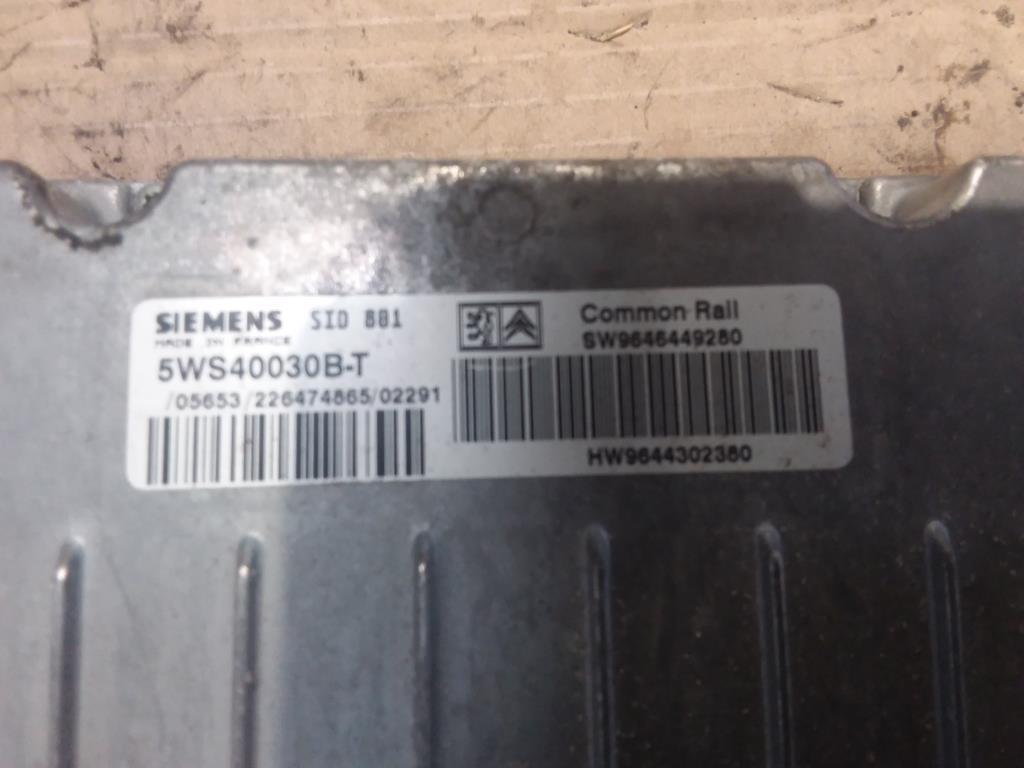 SIEMENS SID 801
MADE IN FRANCE
5WS40030B-T
/05653/226474865/02291
Common Rail
SW9646449280
HW9644302380